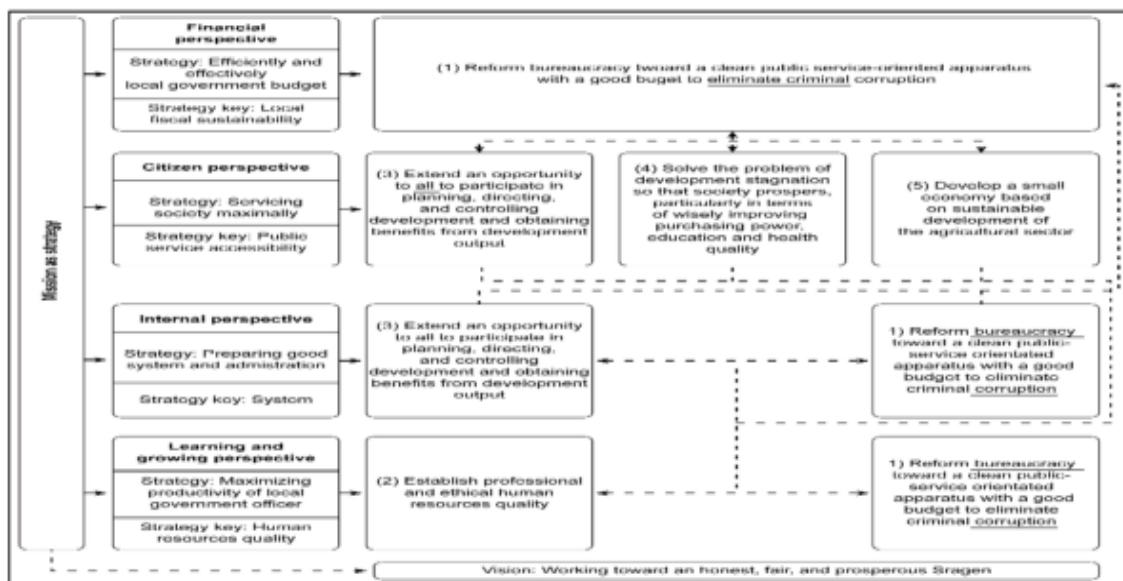 Mission as strategy
Financial
perspective
Strategy: Efficiently and
effectively
local government budget
Strategy key: Local
fiscal sustainability
(1) Reform bureaucracy tword a clean public service-oriented apparatus
with a good buget to eliminate criminal corruption
Citizen perspective
Strategy: Servicing
society maximally
Strategy key: Public
service accessibility
(3) Extend an opportunity
to all to participate in
planning, directing,
and controlling
development and obtaining
benefits from development
output
(4) Solve the problem of
development stagnation
so that society prospers,
particularly in terms
of wisely improving
purchasing power,
education and health
quality
(5) Develop a small
economy based
on sustainable
development of
the agricultural sector
Internal perspective
Strategy: Preparing good
system and admistration
Strategy key: System
(3) Extend an opportunity
to all to participate in
planning, directing,
and controlling
development and obtaining
benefits from development
output
1) Reform bureaucracy
toward a clean public-
service orientated
apparatus with a good
budget to eliminate
criminal corruption
Learning and
growing perspective
Strategy: Maximizing
productivity of local
government officer
Strategy key: Human
resources quality
(2) Establish professional
and ethical human
resources quality
1) Reform bureaucracy
toward a clean public-
service orientated
apparatus with a good
budget to eliminate
criminal corruption
Vision: Working toward an honest, fair, and prosperous Sragen